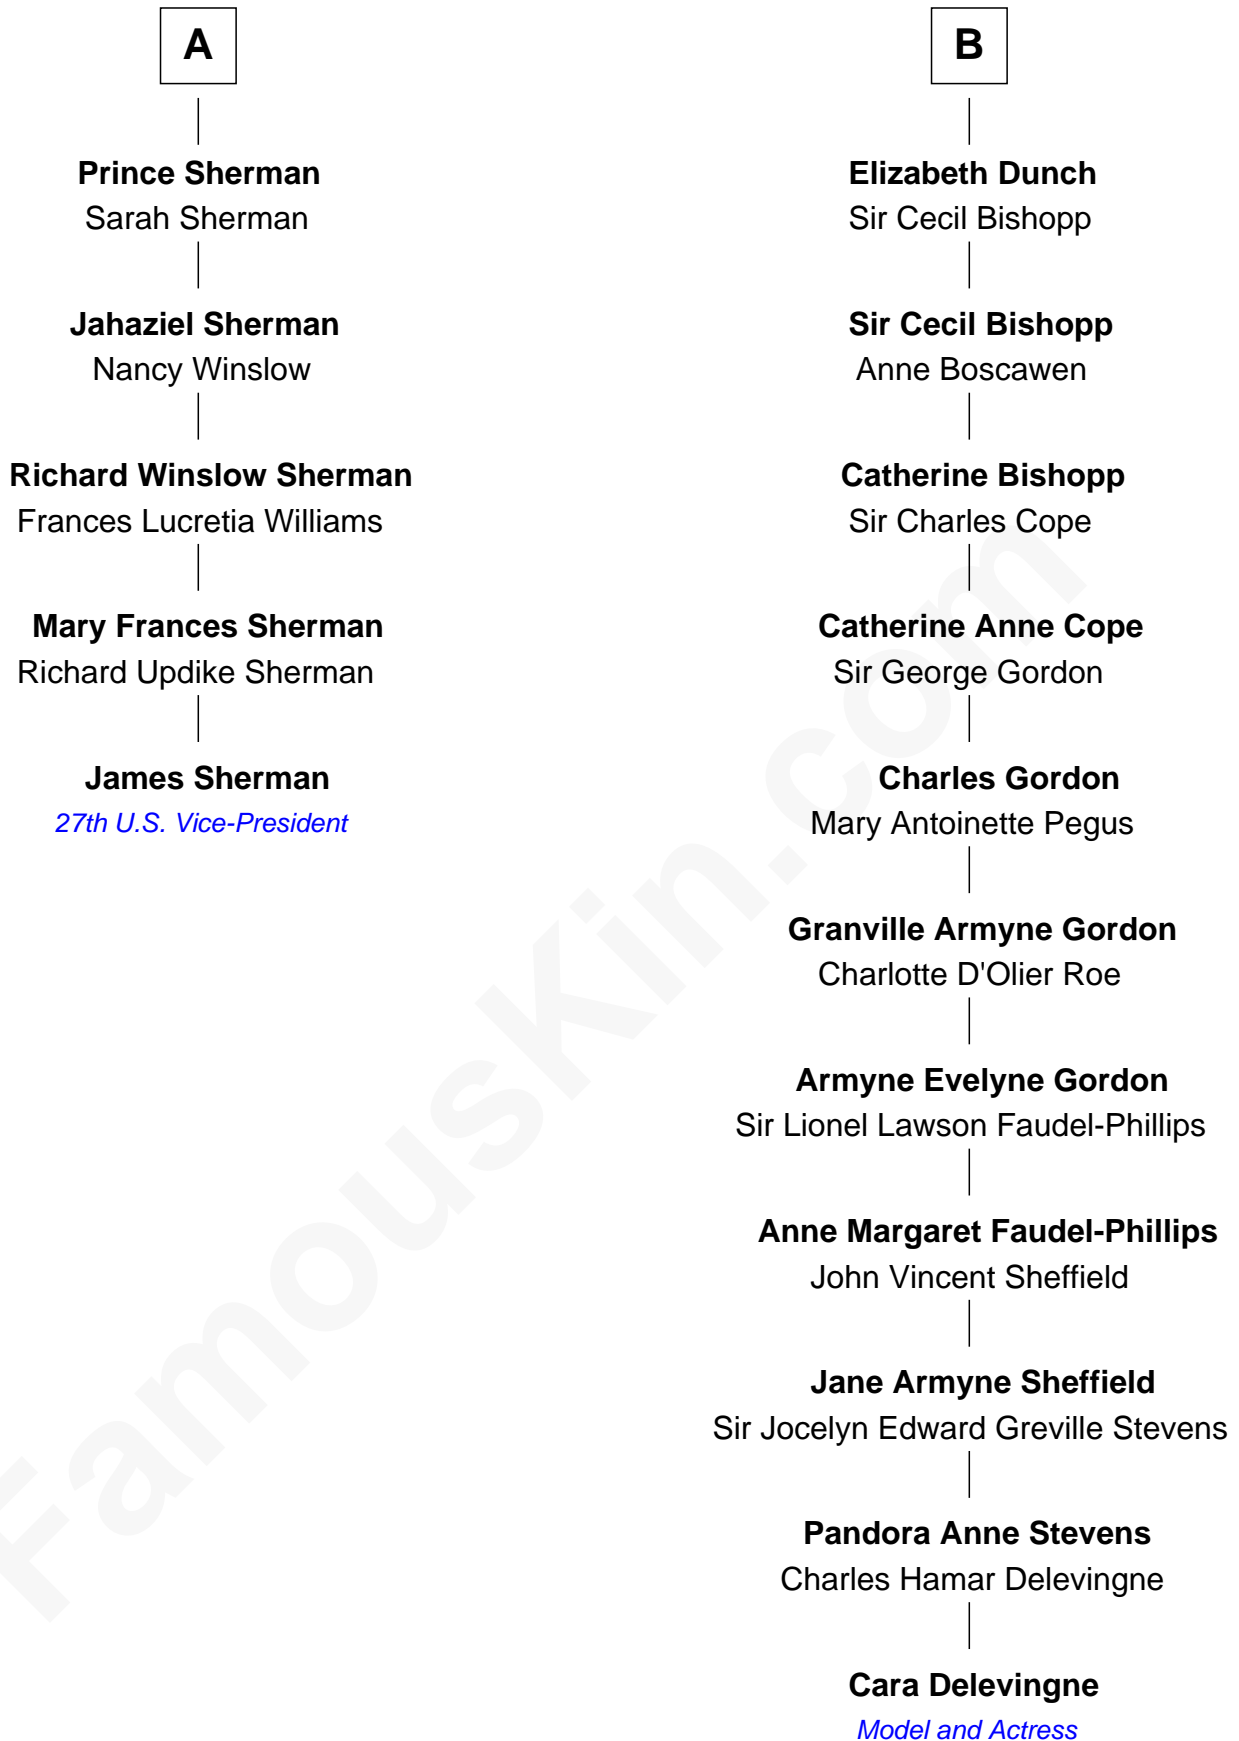 A
Prince Sherman
Sarah Sherman
Jahaziel Sherman
Nancy Winslow
Richard Winslow Sherman
Frances Lucretia Williams
Mary Frances Sherman
Richard Updike Sherman
James Sherman
27th U.S. Vice-President
B
Elizabeth Dunch
Sir Cecil Bishopp
Sir Cecil Bishopp
Anne Boscawen
Catherine Bishopp
Sir Charles Cope
Catherine Anne Cope
Sir George Gordon
Charles Gordon
Mary Antoinette Pegus
Granville Armyne Gordon
Charlotte D'Olier Roe
Armyne Evelyne Gordon
Sir Lionel Lawson Faudel-Phillips
Anne Margaret Faudel-Phillips
John Vincent Sheffield
Jane Armyne Sheffield
Sir Jocelyn Edward Greville Stevens
Pandora Anne Stevens
Charles Hamar Delevingne
Cara Delevingne
Model and Actress
FamousKin.com